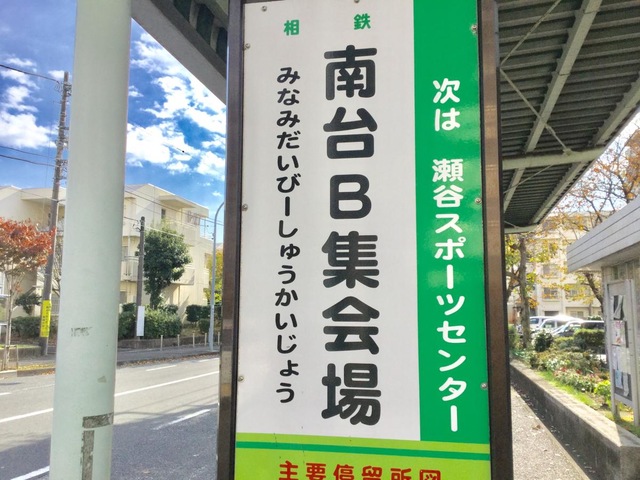 相鉄
南台B集会場
みなみだいびーしゅうかいじょう
次は 瀬谷スポーツセンター
主要停留所図